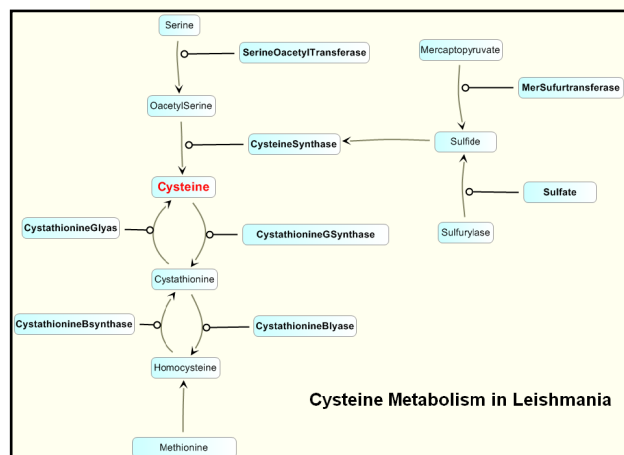 Serine
SerineOacetylTransferase
Mercaptopyruvate
MerSufurtransferase
OacetylSerine
CysteineSynthase
Sulfide
Cysteine
Sulfate
CystathionineGlyas
CystathionineGSynthase
Sulfurylase
Cystathionine
CystathionineBsynthase
CystathionineBlyase
Homocysteine
Cysteine Metabolism in Leishmania
Methionine